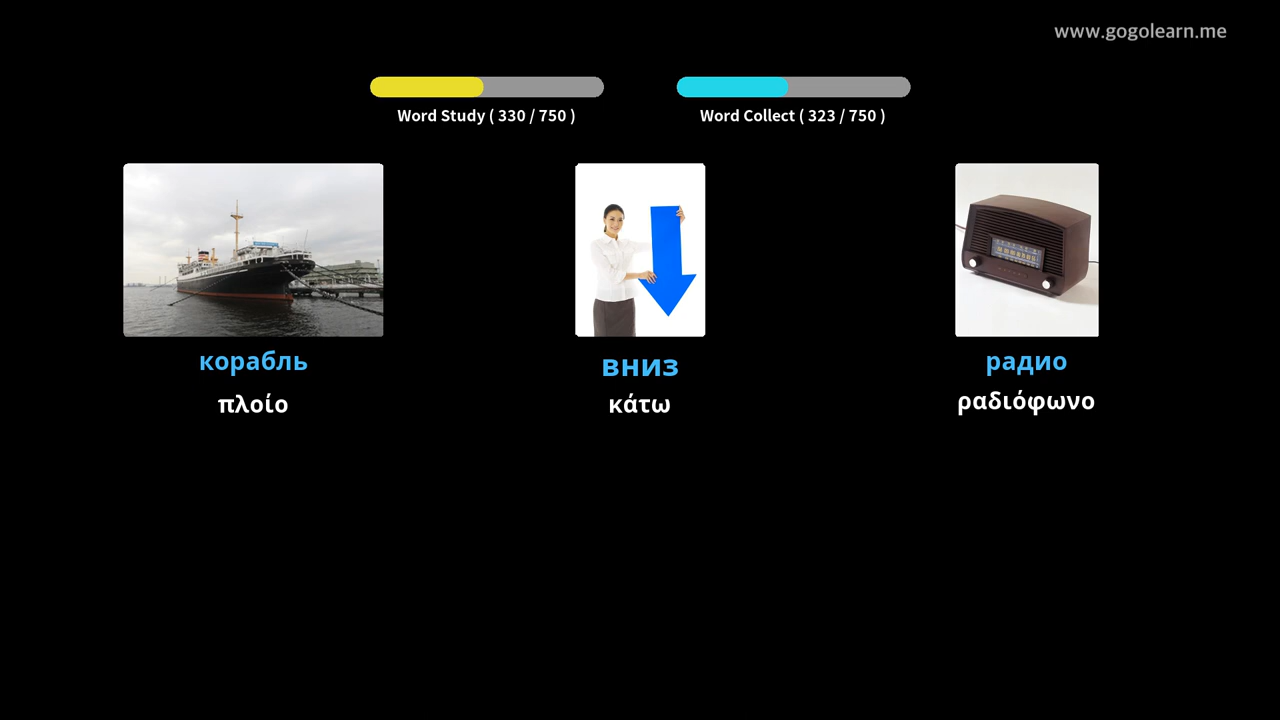 www.gogolearn.me
Word Study ( 330 / 750 )
Word Collect ( 323 / 750 )
корабль
πλοίο
вниз
κάτω
радио
ραδιόφωνο